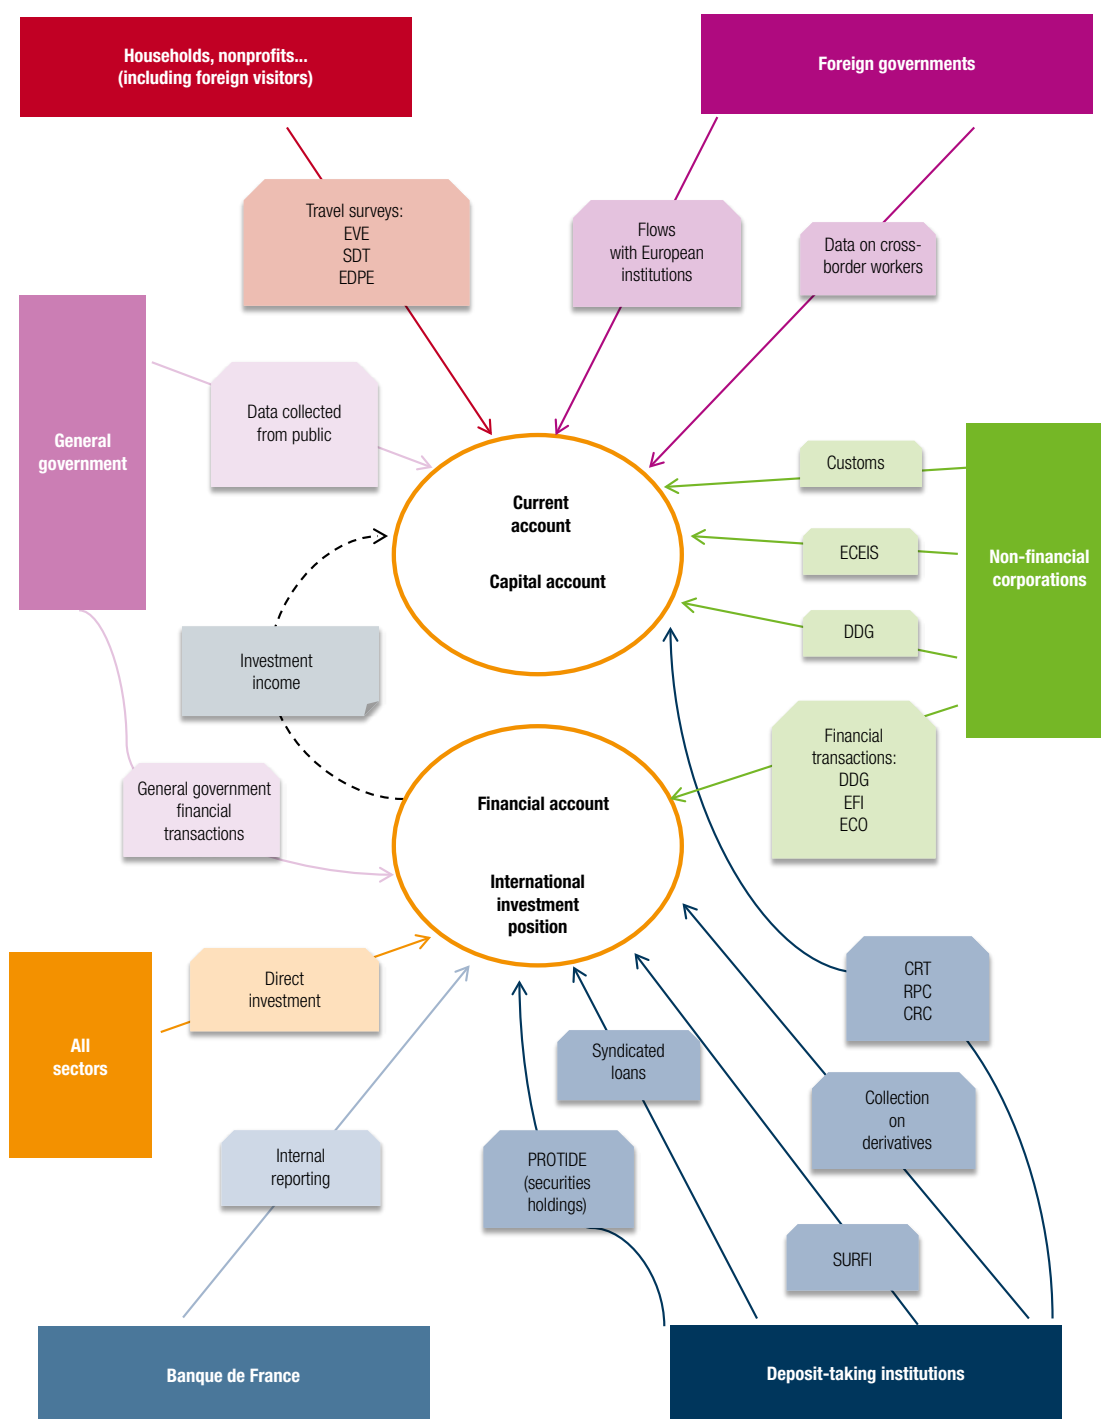 Households, nonprofits...
(including foreign visitors)
Foreign governments
Travel surveys:
EVE
SDT
EDPE
Flows
with European
institutions
Data on cross-
border workers
General
government
Data collected
from public
Current
account
Capital account
Customs
ECEIS
DDG
Non-financial
corporations
Investment
income
Financial
transactions:
DDG
EFI
ECO
General government
financial
transactions
Financial account
International
investment
position
All
sectors
Direct
investment
CRT
RPC
CRC
Syndicated
loans
Collection
on
derivatives
Internal
reporting
PROTIDE
(securities
holdings)
SURFI
Banque de France
Deposit-taking institutions